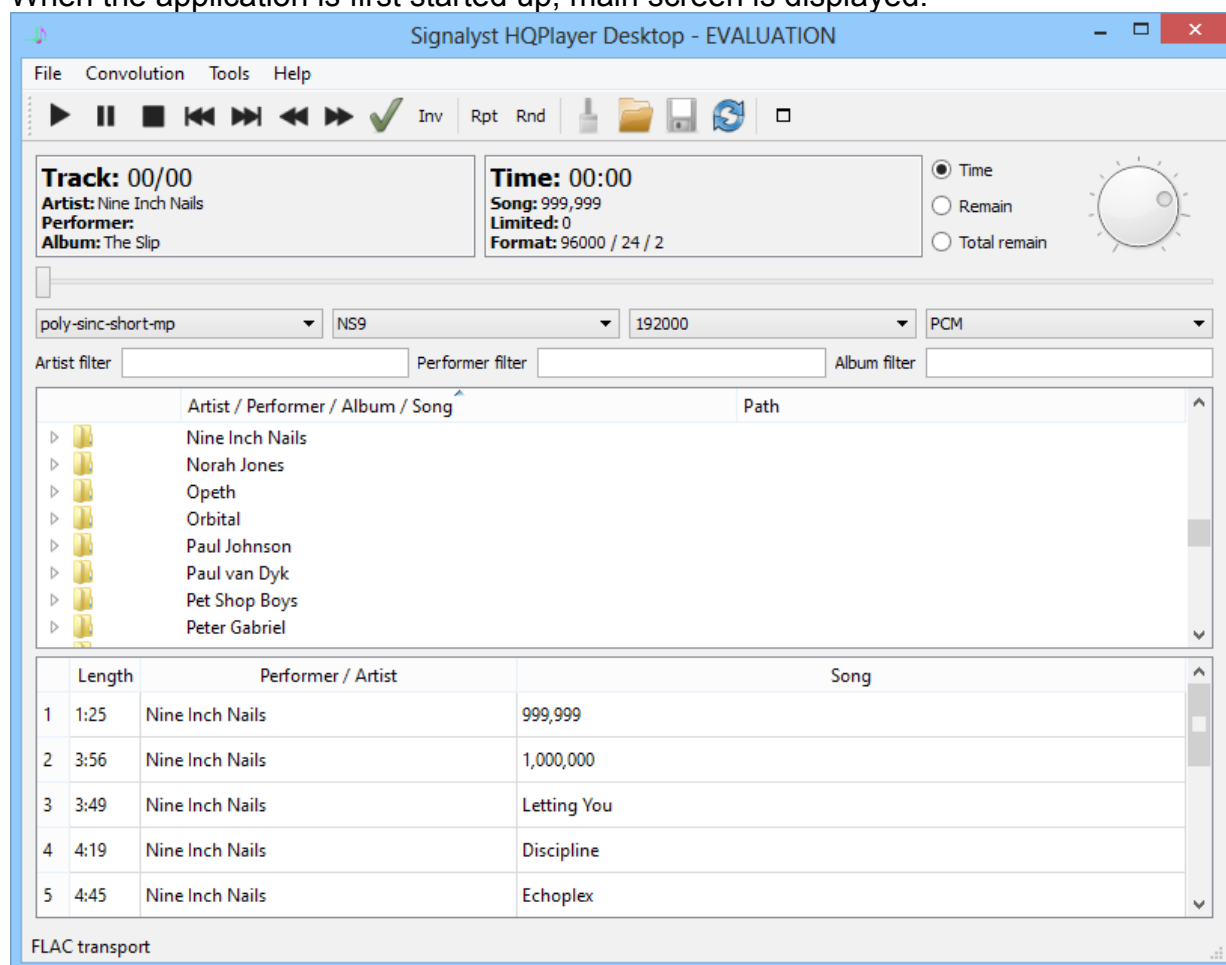 When the application is first started up, main screen is displayed.
Signalyst HQPlayer Desktop - EVALUATION
File Convolution Tools Help
Inv Rpt Rnd
Track: 00/00
Artist: Nine Inch Nails
Performer:
Album: The Slip
Time: 00:00
Song: 999,999
Limited: 0
Format: 96000 / 24 / 2
Time
Remain
Total remain
poly-sinc-short-mp NS9 192000 PCM
Artist filter Performer filter Album filter
Artist / Performer / Album / Song Path
Nine Inch Nails
Norah Jones
Opeth
Orbital
Paul Johnson
Paul van Dyk
Pet Shop Boys
Peter Gabriel
Length Performer / Artist Song
1 1:25 Nine Inch Nails 999,999
2 3:56 Nine Inch Nails 1,000,000
3 3:49 Nine Inch Nails Letting You
4 4:19 Nine Inch Nails Discipline
5 4:45 Nine Inch Nails Echoplex
FLAC transport